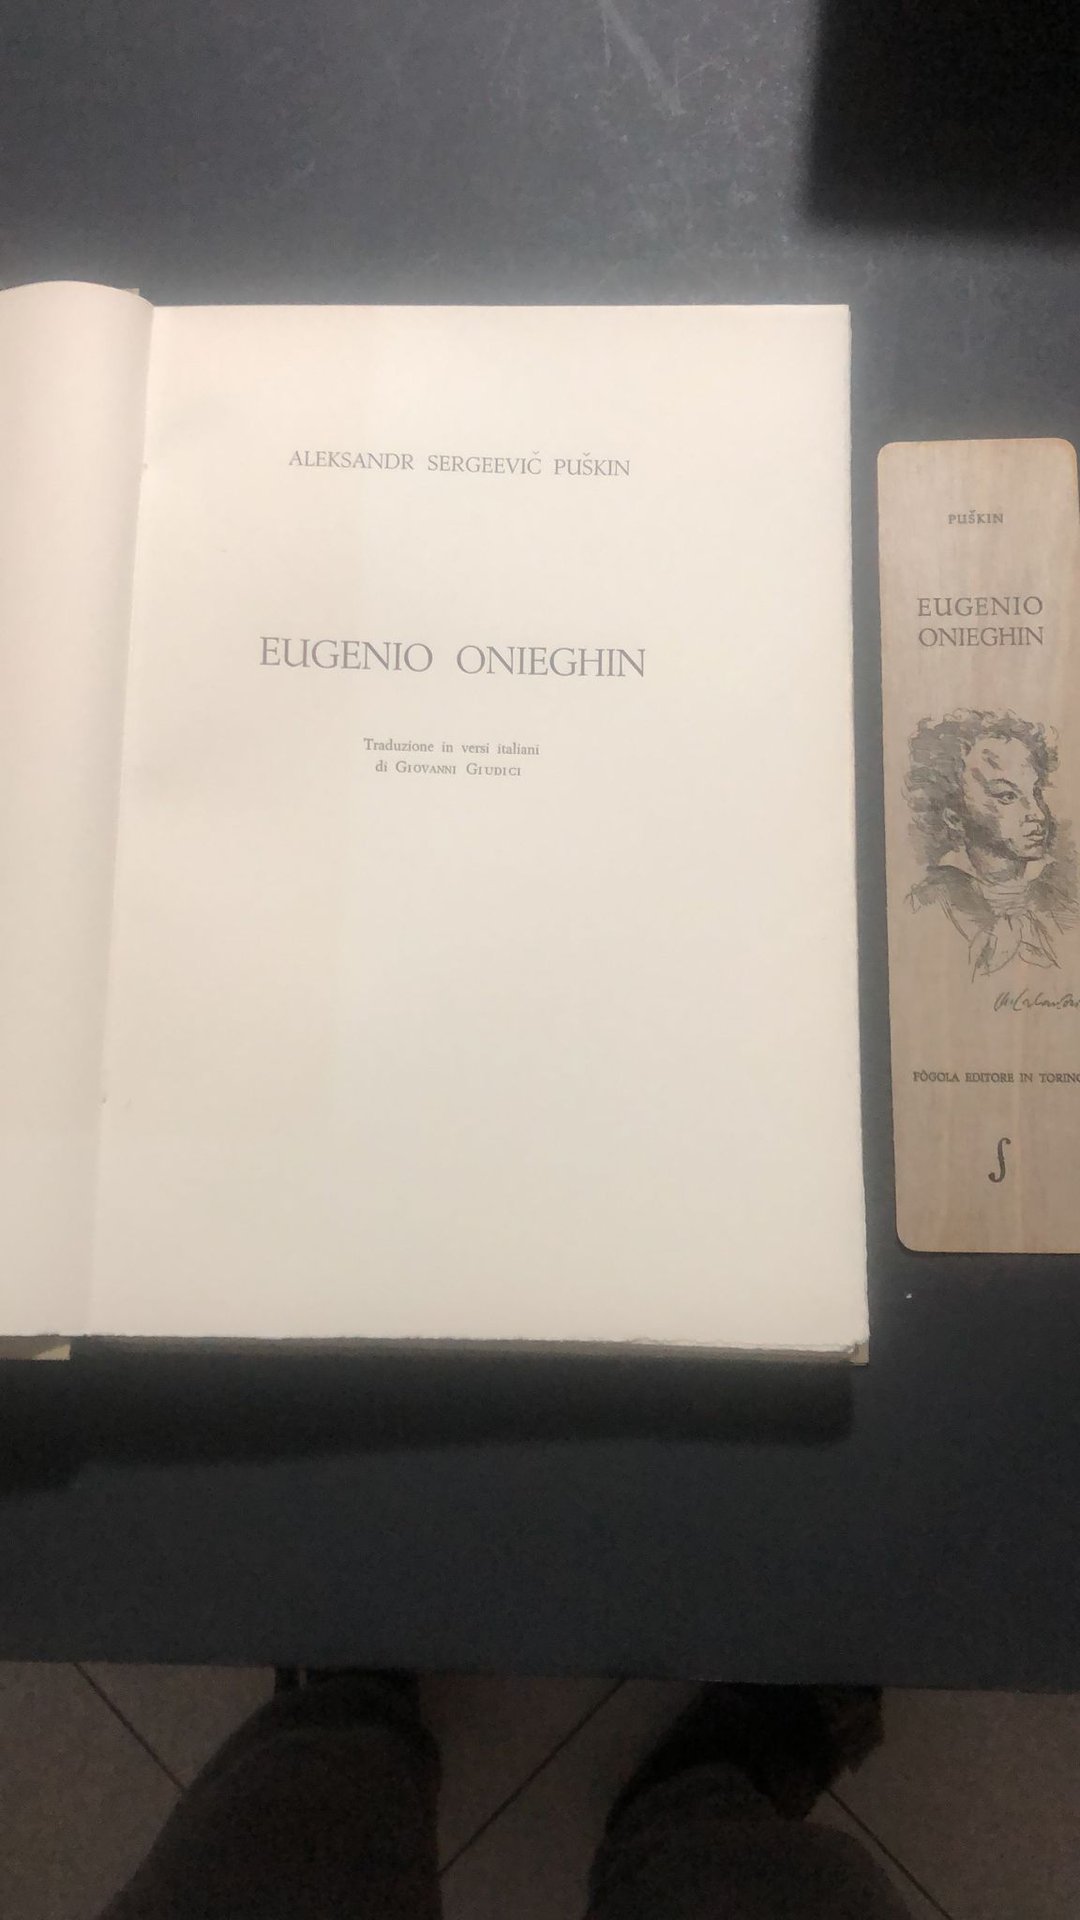 ALEKSANDR SERGEEVIČ PUŠKIN
EUGENIO ONIEGHIN
Traduzione in versi italiani
di GIOVANNI GIUDICI
PUŠKIN
EUGENIO
ONIEGHIN
FÒGOLA EDITORE IN TORINO